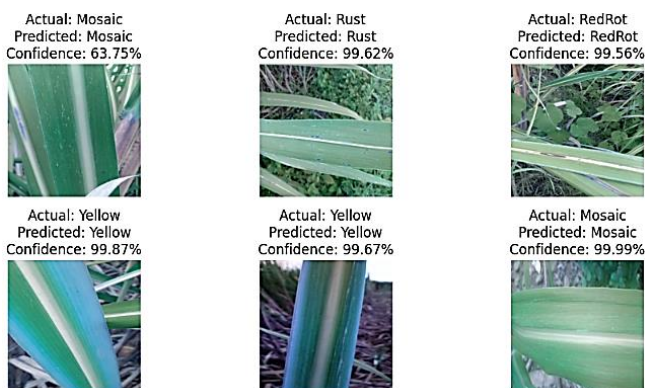 Actual: Mosaic
Predicted: Mosaic
Confidence: 63.75%
Actual: Rust
Predicted: Rust
Confidence: 99.62%
Actual: RedRot
Predicted: RedRot
Confidence: 99.56%
Actual: Yellow
Predicted: Yellow
Confidence: 99.87%
Actual: Yellow
Predicted: Yellow
Confidence: 99.67%
Actual: Mosaic
Predicted: Mosaic
Confidence: 99.99%